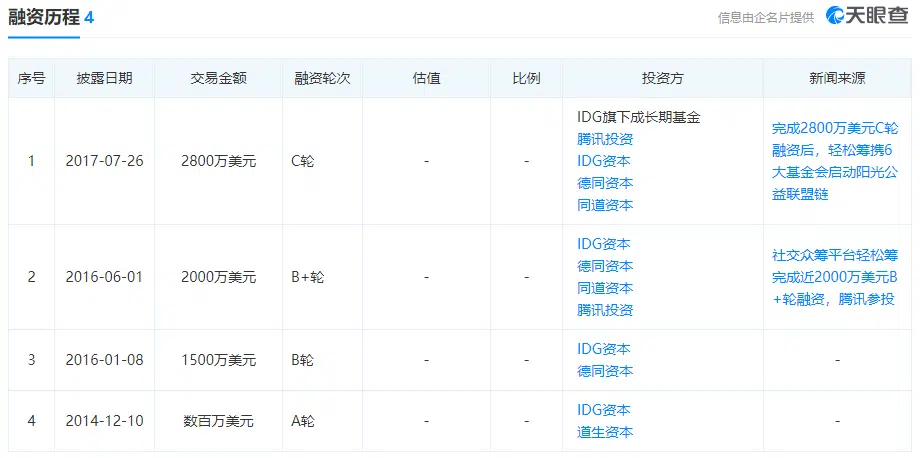 融资历程 4
信息由企名片提供 天眼查
序号 披露日期 交易金额 融资轮次 估值 比例 投资方 新闻来源
1 2017-07-26 2800万美元 C轮 - -
IDG旗下成长期基金
腾讯投资
IDG资本
德同资本
同道资本
完成2800万美元C轮
融资后，轻松筹携6
大基金会启动阳光公
益联盟链
2 2016-06-01 2000万美元 B+轮 - -
IDG资本
德同资本
同道资本
腾讯投资
社交众筹平台轻松筹
完成近2000万美元B
+轮融资，腾讯参投
3 2016-01-08 1500万美元 B轮 - -
IDG资本
德同资本
-
4 2014-12-10 数百万美元 A轮 - -
IDG资本
道生资本
-